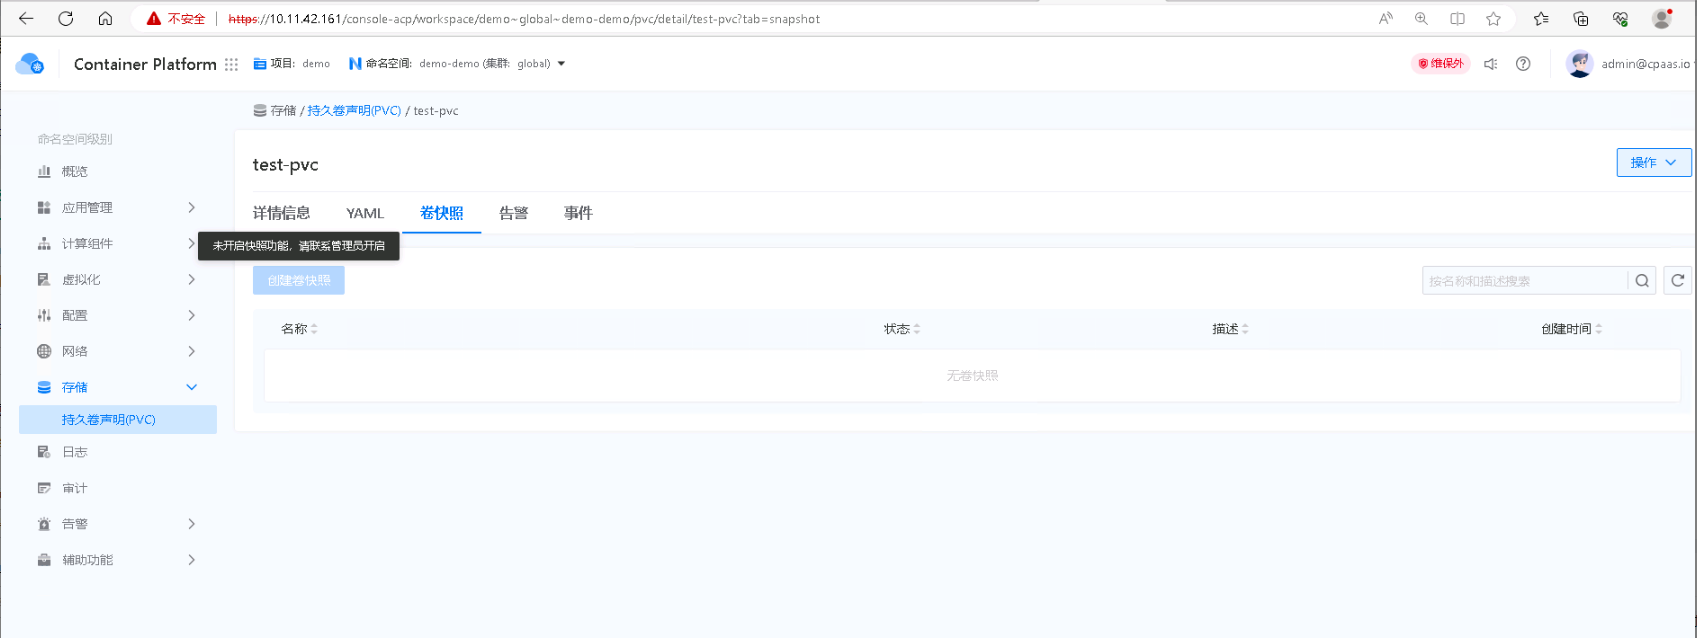 不安全 https://10.11.42.161/console-acp/workspace/demo~global~demo-demo/pvc/detail/test-pvc?tab=snapshot
Container Platform 项目: demo 命名空间: demo-demo (集群: global) 维保外 admin@cpaas.io
存储 / 持久卷声明(PVC) / test-pvc
命名空间级别
概览
应用管理
计算组件
虚拟化
配置
网络
存储
持久卷声明(PVC)
日志
审计
告警
辅助功能
test-pvc
操作
详情信息 YAML 卷快照 告警 事件
未开启快照功能，请联系管理员开启
创建卷快照 按名称和描述搜索
名称 状态 描述 创建时间
无卷快照